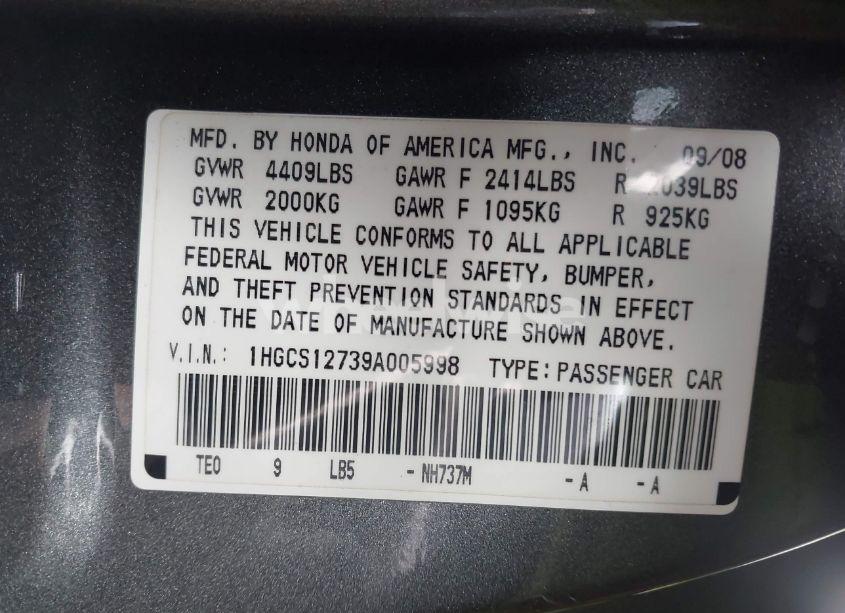 MFD. BY HONDA OF AMERICA MFG., INC. 09/08
GVWR 4409LBS GAWR F 2414LBS R 2039LBS
GVWR 2000KG GAWR F 1095KG R 925KG
THIS VEHICLE CONFORMS TO ALL APPLICABLE
FEDERAL MOTOR VEHICLE SAFETY, BUMPER,
AND THEFT PREVENTION STANDARDS IN EFFECT
ON THE DATE OF MANUFACTURE SHOWN ABOVE.
V.I.N.: 1HGCS12739A005998 TYPE:PASSENGER CAR
TE0 9 LB5 - NH737M - A - A